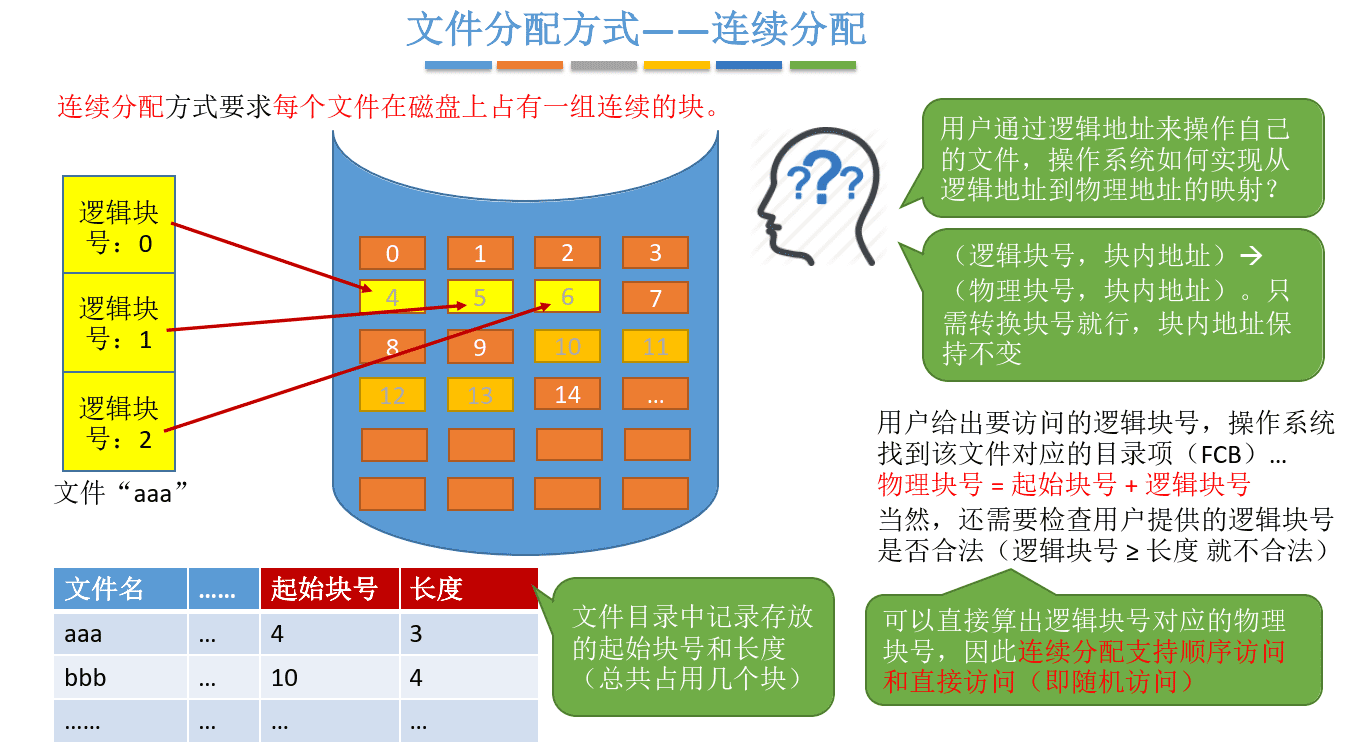 文件分配方式——连续分配
连续分配方式要求每个文件在磁盘上占有一组连续的块。
逻辑块
号：0
逻辑块
号：1
逻辑块
号：2
文件“aaa”
0 1 2 3
4 5 6 7
8 9 10 11
12 13 14 ...
? ? ?
用户通过逻辑地址来操作自己
的文件，操作系统如何实现从
逻辑地址到物理地址的映射？
（逻辑块号，块内地址）→
（物理块号，块内地址）。只
需转换块号就行，块内地址保
持不变
用户给出要访问的逻辑块号，操作系统
找到该文件对应的目录项（FCB）...
物理块号 = 起始块号 + 逻辑块号
当然，还需要检查用户提供的逻辑块号
是否合法（逻辑块号 ≥ 长度 就不合法）
可以直接算出逻辑块号对应的物理
块号，因此连续分配支持顺序访问
和直接访问（即随机访问）
文件名 …… 起始块号 长度
aaa ... 4 3
bbb ... 10 4
…… ... ... ...
文件目录中记录存放
的起始块号和长度
（总共占用几个块）